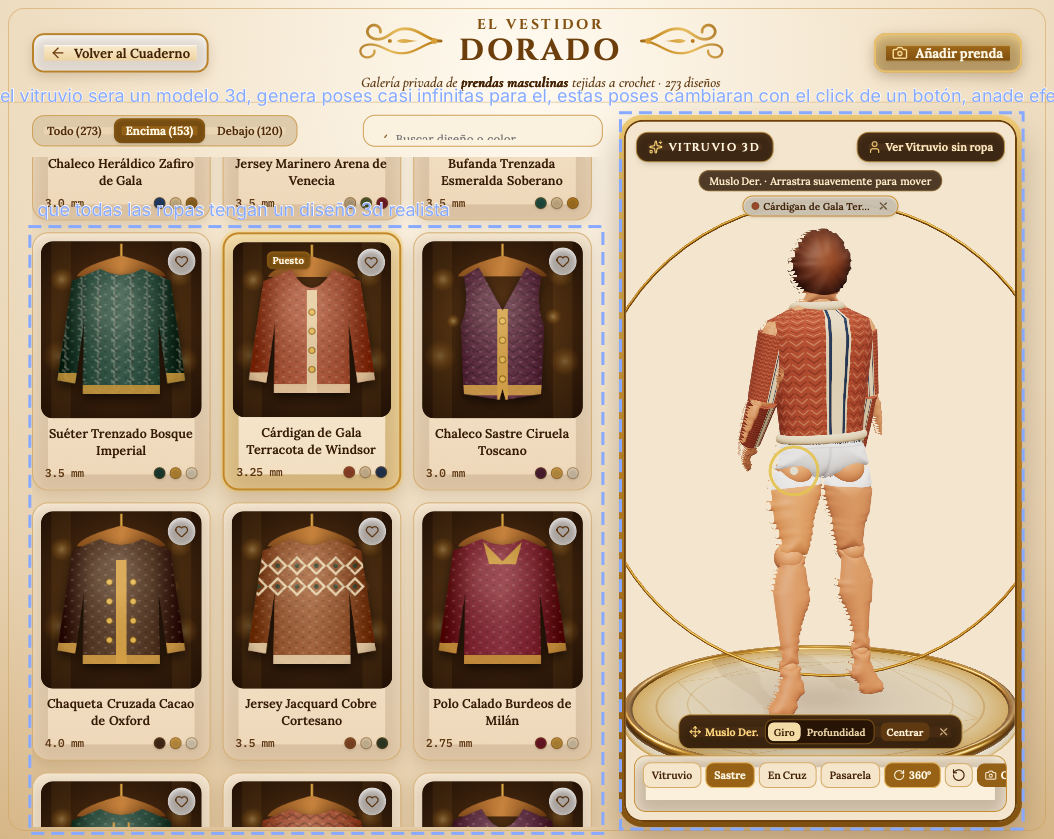 Volver al Cuaderno
EL VESTIDOR
DORADO
Galería privada de prendas masculinas tejidas a crochet · 273 diseños
Añadir prenda
el vitruvio sera un modelo 3d, genera poses casi infinitas para el, estas poses cambiaran con el click de un botón, anade efe
Todo (273)
Encima (153)
Debajo (120)
Buscar diseño o color
Chaleco Heráldico Zafiro
de Gala
3.0 mm
Jersey Marinero Arena de
Venecia
3.5 mm
Bufanda Trenzada
Esmeralda Soberano
3.5 mm
que todas las ropas tengan un diseño 3d realista
Puesto
Suéter Trenzado Bosque
Imperial
3.5 mm
Cárdigan de Gala
Terracota de Windsor
3.25 mm
Chaleco Sastre Ciruela
Toscano
3.0 mm
Chaqueta Cruzada Cacao
de Oxford
4.0 mm
Jersey Jacquard Cobre
Cortesano
3.5 mm
Polo Calado Burdeos de
Milán
2.75 mm
VITRUVIO 3D
Ver Vitruvio sin ropa
Muslo Der. · Arrastra suavemente para mover
Cárdigan de Gala Ter...
Muslo Der.
Giro
Profundidad
Centrar
Vitruvio
Sastre
En Cruz
Pasarela
360°